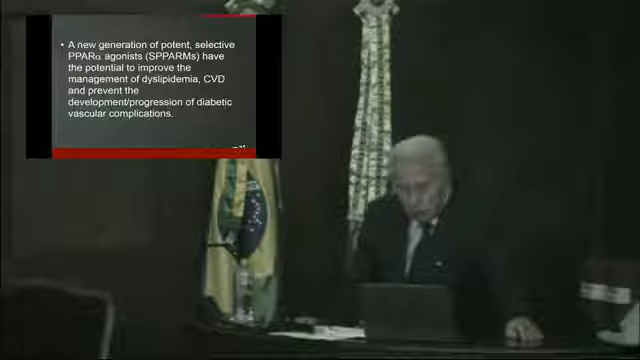 • A new generation of potent, selective
PPARα agonists (SPPARMs) have
the potential to improve the
management of dyslipidemia, CVD
and prevent the
development/progression of diabetic
vascular complications.